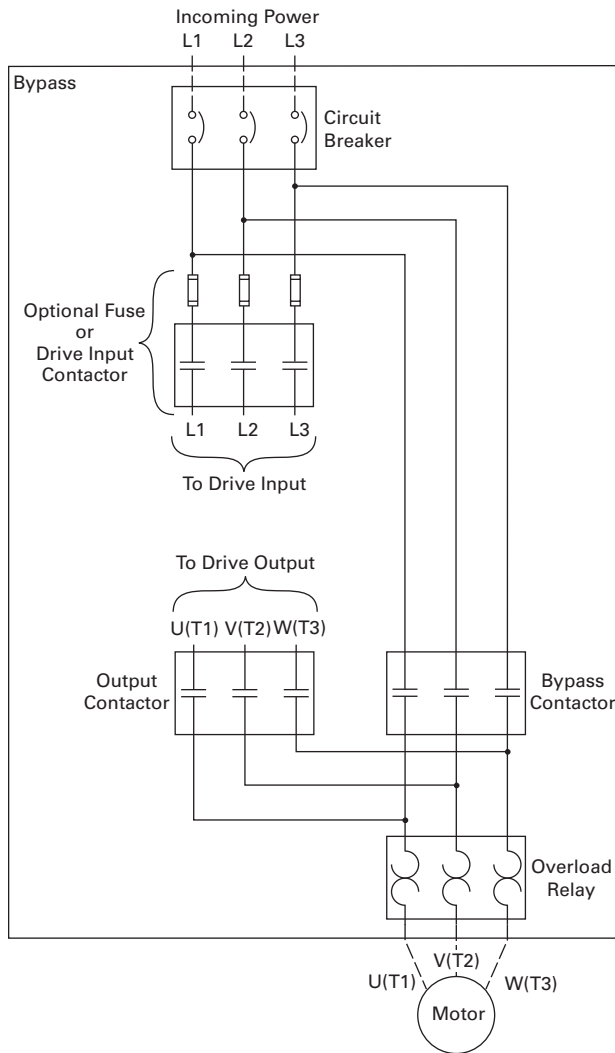 Incoming Power
L1 L2 L3
Bypass
Circuit
Breaker
Optional Fuse
or
Drive Input
Contactor
L1 L2 L3
To Drive Input
To Drive Output
U(T1) V(T2) W(T3)
Output
Contactor
Bypass
Contactor
Overload
Relay
V(T2)
U(T1) W(T3)
Motor